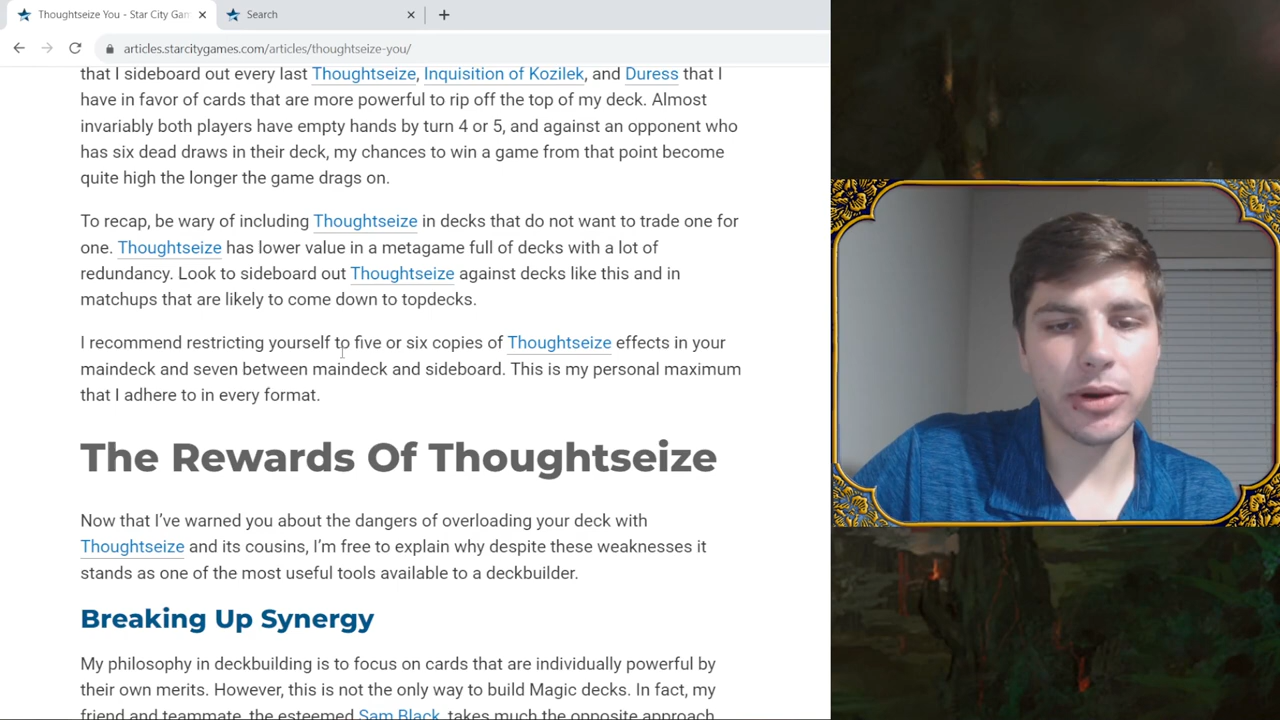 Thoughtseize You - Star City Gam
Search
articles.starcitygames.com/articles/thoughtseize-you/
that I sideboard out every last Thoughtseize, Inquisition of Kozilek, and Duress that I
have in favor of cards that are more powerful to rip off the top of my deck. Almost
invariably both players have empty hands by turn 4 or 5, and against an opponent who
has six dead draws in their deck, my chances to win a game from that point become
quite high the longer the game drags on.
To recap, be wary of including Thoughtseize in decks that do not want to trade one for
one. Thoughtseize has lower value in a metagame full of decks with a lot of
redundancy. Look to sideboard out Thoughtseize against decks like this and in
matchups that are likely to come down to topdecks.
I recommend restricting yourself to five or six copies of Thoughtseize effects in your
maindeck and seven between maindeck and sideboard. This is my personal maximum
that I adhere to in every format.
The Rewards Of Thoughtseize
Now that I've warned you about the dangers of overloading your deck with
Thoughtseize and its cousins, I'm free to explain why despite these weaknesses it
stands as one of the most useful tools available to a deckbuilder.
Breaking Up Synergy
My philosophy in deckbuilding is to focus on cards that are individually powerful by
their own merits. However, this is not the only way to build Magic decks. In fact, my
friend and teammate, the esteemed Sam Black, takes much the opposite approach